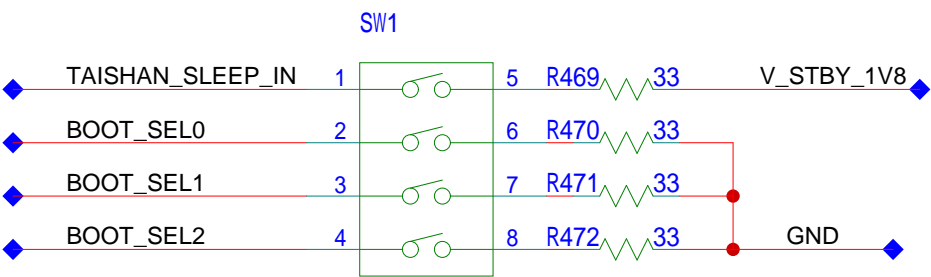 SW1
TAISHAN_SLEEP_IN 1 5 R469 33 V_STBY_1V8
BOOT_SEL0 2 6 R470 33
BOOT_SEL1 3 7 R471 33
BOOT_SEL2 4 8 R472 33 GND